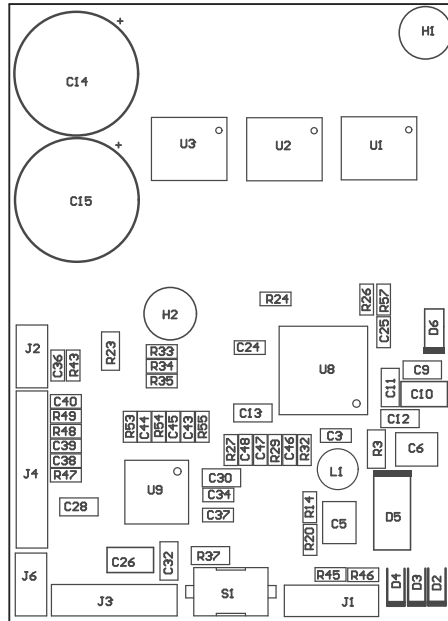 H1
+
C14
+
U3 U2 U1
C15
R26 R57
R24
H2
C25 D6
R33
C24
J2 C36 R43 R23 R34 U8 C9
R35 C11 C10
C40
R49 C13 C12
R53 C44 R54 C45 C43 R55
R48
C39 R27 C48 C47 R29 C46 R32 C3 R3 C6
C38
J4 R47 L1
U9 C30
C34
C28 R14 C5 D5
C37
R20
R37
C26 C32
J6 R45 R46
J3 S1 J1 D4 D3 D2